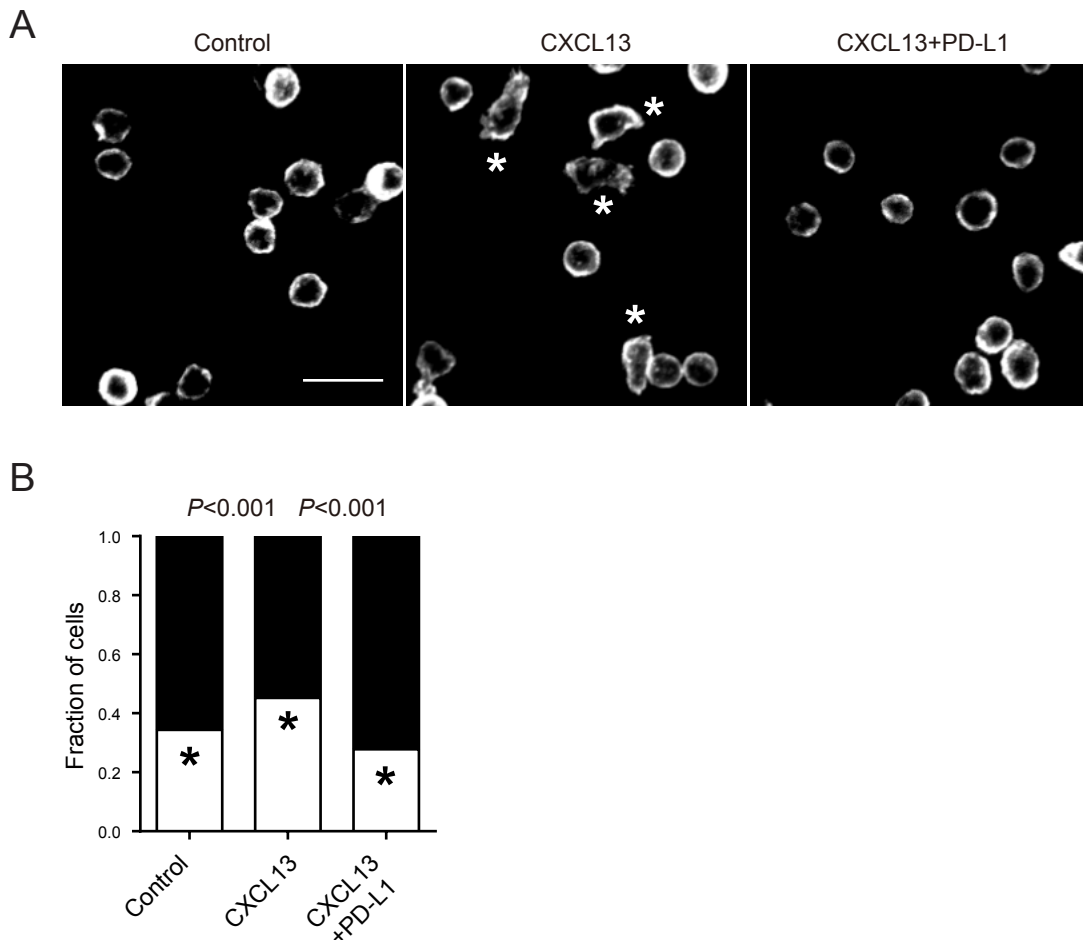 A
Control CXCL13 CXCL13+PD-L1
*
*
*
*
B
P<0.001 P<0.001
1.0
0.8
0.6
0.4
0.2
0.0
Fraction of cells
*
*
*
Control
CXCL13
CXCL13
+PD-L1